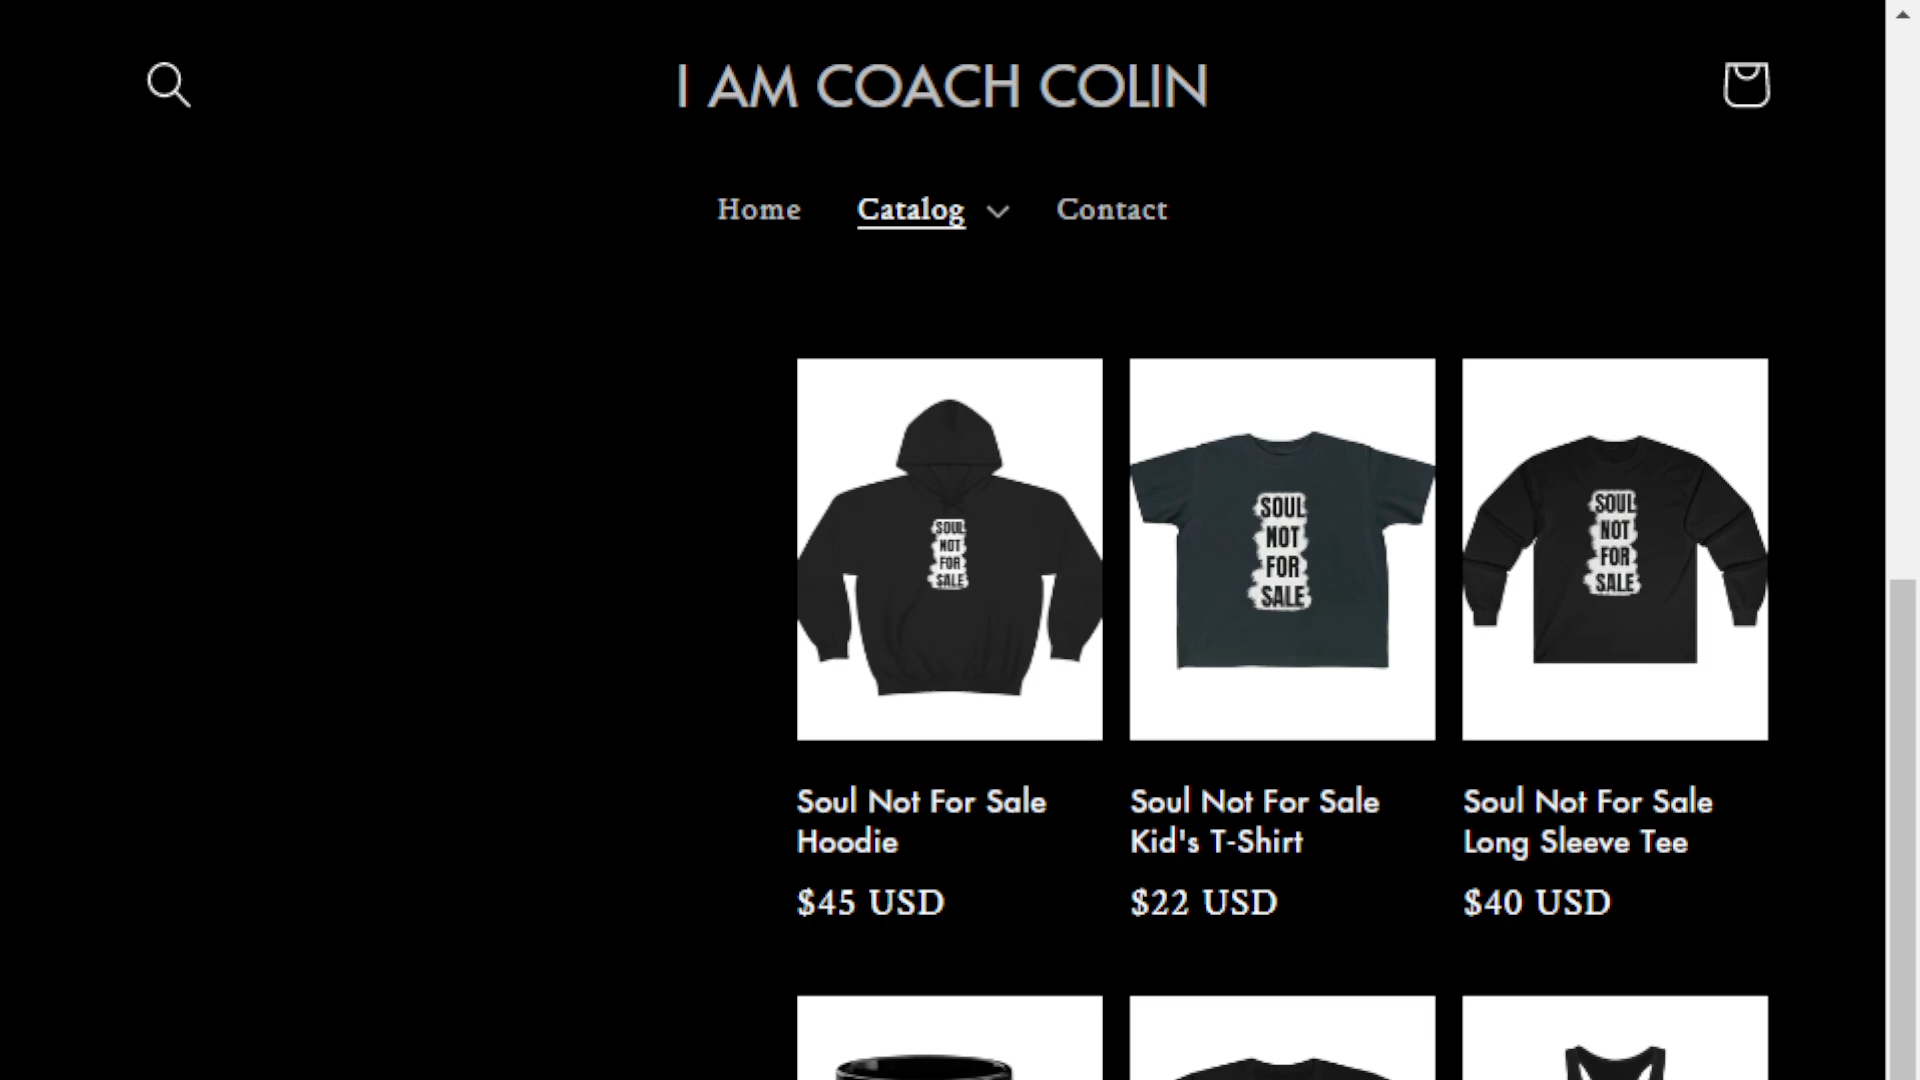 I AM COACH COLIN
Home
Catalog
Contact
SOUL
NOT
FOR
SALE
SOUL
NOT
FOR
SALE
SOUL
NOT
FOR
SALE
Soul Not For Sale
Hoodie
$45 USD
Soul Not For Sale
Kid's T-Shirt
$22 USD
Soul Not For Sale
Long Sleeve Tee
$40 USD